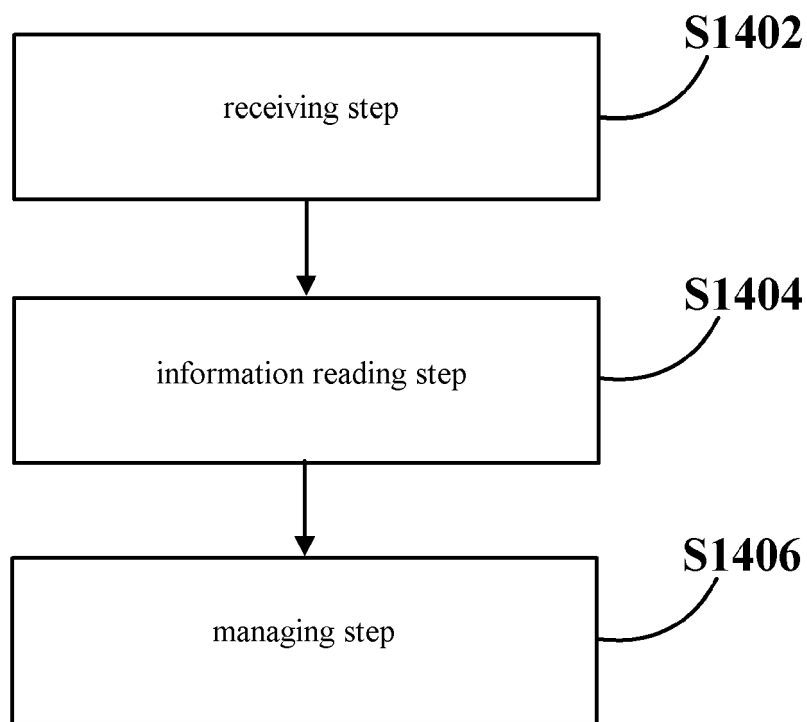 S1402
receiving step
S1404
information reading step
S1406
managing step